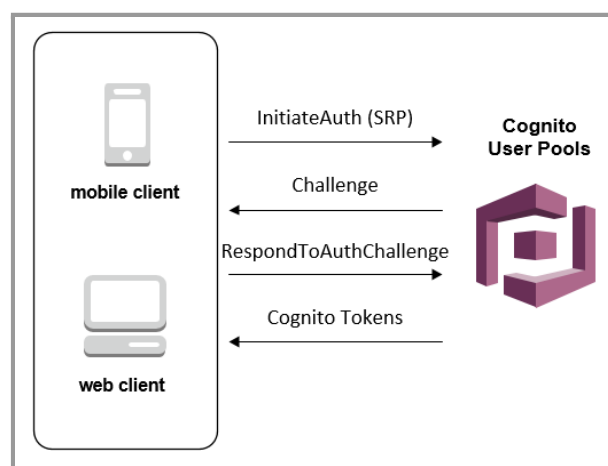 InitiateAuth (SRP)
Cognito
User Pools
mobile client
Challenge
RespondToAuthChallenge
Cognito Tokens
web client